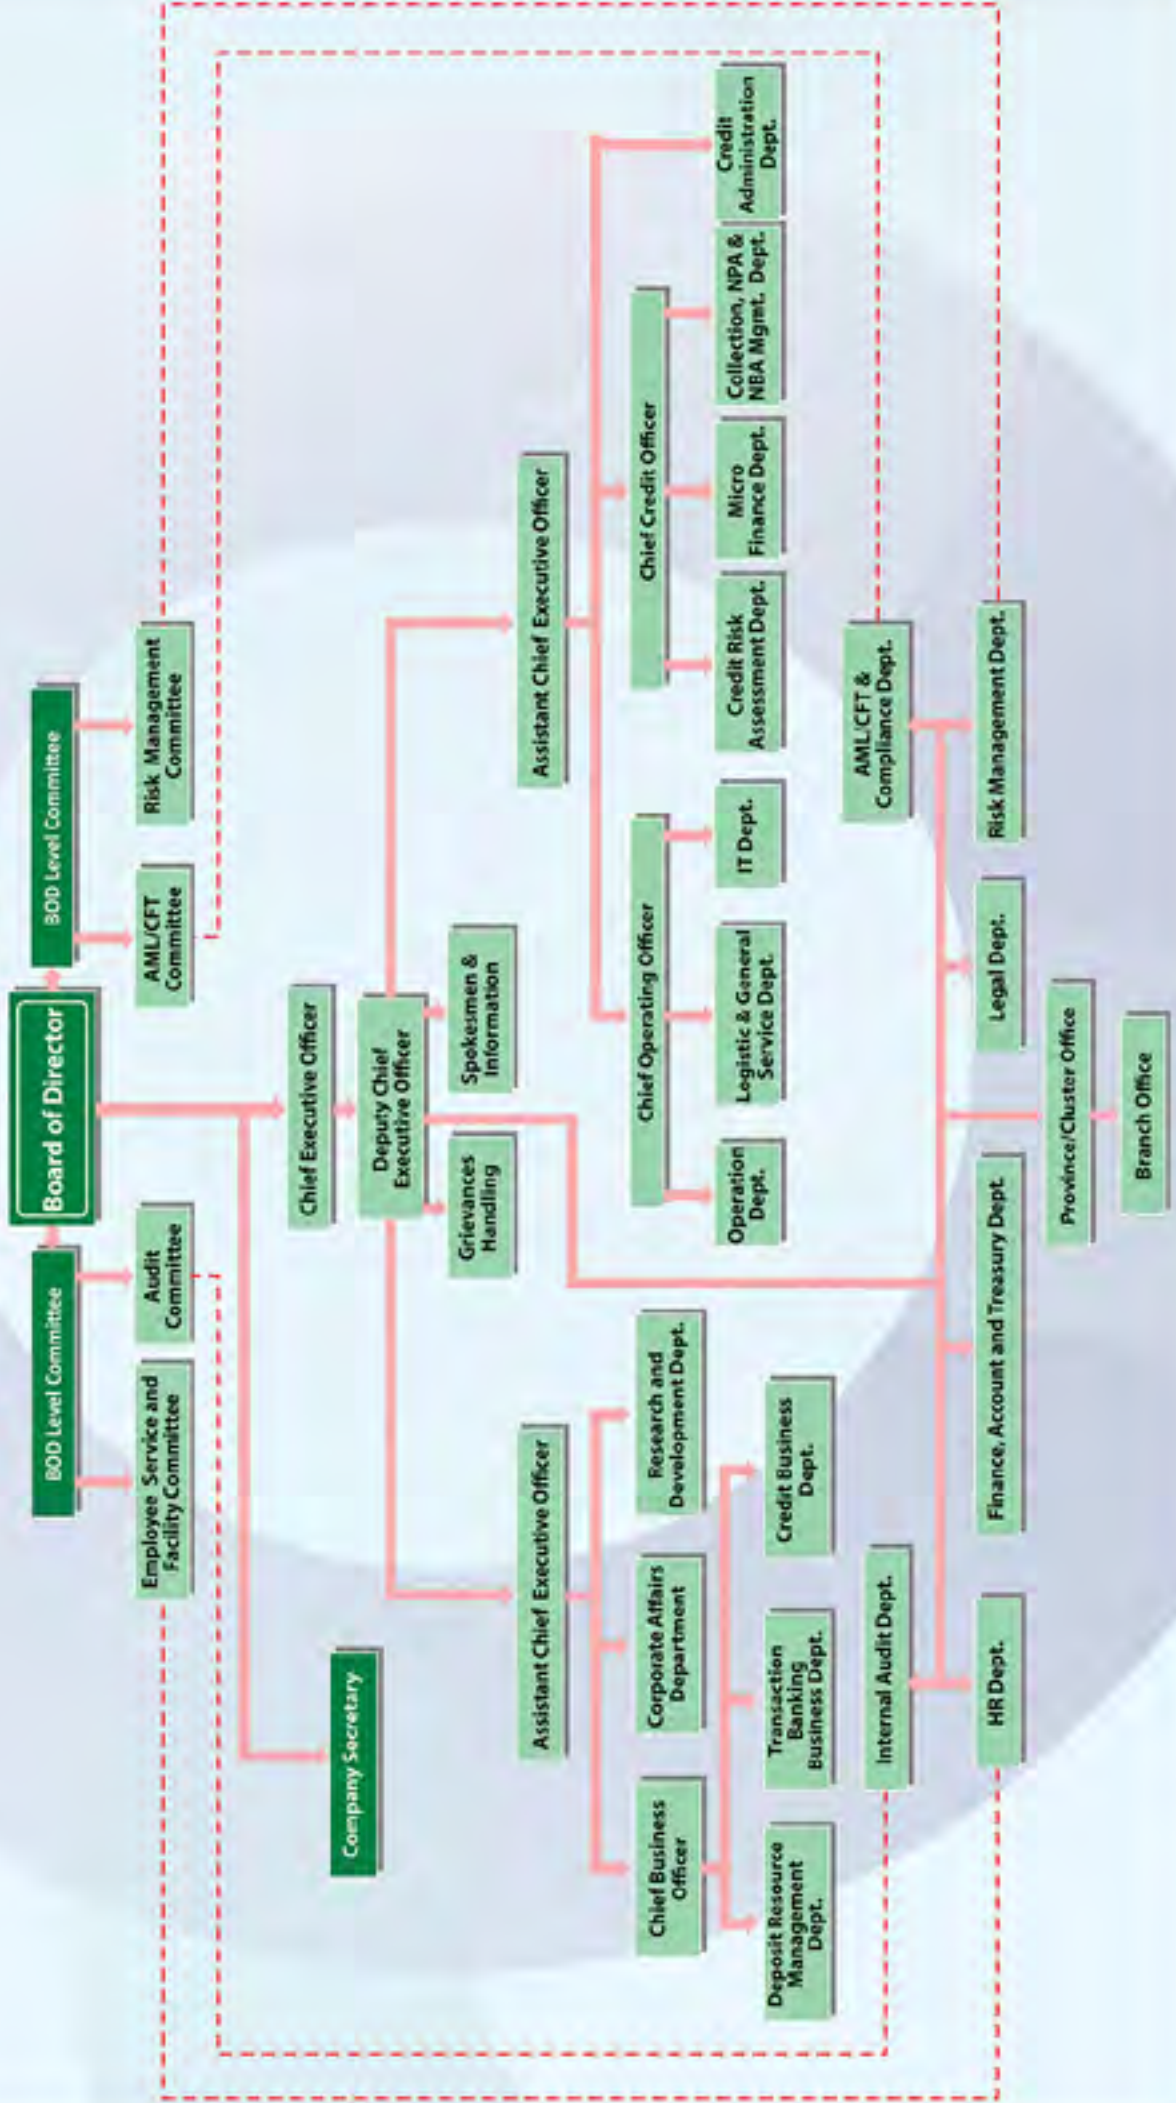 Board of Director
BOD Level Committee
BOD Level Committee
Employee Service and
Facility Committee
Audit
Committee
AML/CFT
Committee
Risk Management
Committee
Company Secretary
Chief Executive Officer
Deputy Chief
Executive Officer
Grievances
Handling
Spokesmen &
Information
Assistant Chief Executive Officer
Assistant Chief Executive Officer
Chief Business
Officer
Corporate Affairs
Department
Research and
Development Dept.
Chief Operating Officer
Chief Credit Officer
Operation
Dept.
Logistic & General
Service Dept.
IT Dept.
Credit Risk
Assessment Dept.
Micro
Finance Dept.
Collection, NPA &
NBA Mgmt. Dept.
Credit
Administration
Dept.
Deposit Resource
Management
Dept.
Transaction
Banking
Business Dept.
Credit Business
Dept.
Internal Audit Dept.
AML/CFT &
Compliance Dept.
HR Dept.
Finance, Account and Treasury Dept.
Legal Dept.
Risk Management Dept.
Province/Cluster Office
Branch Office